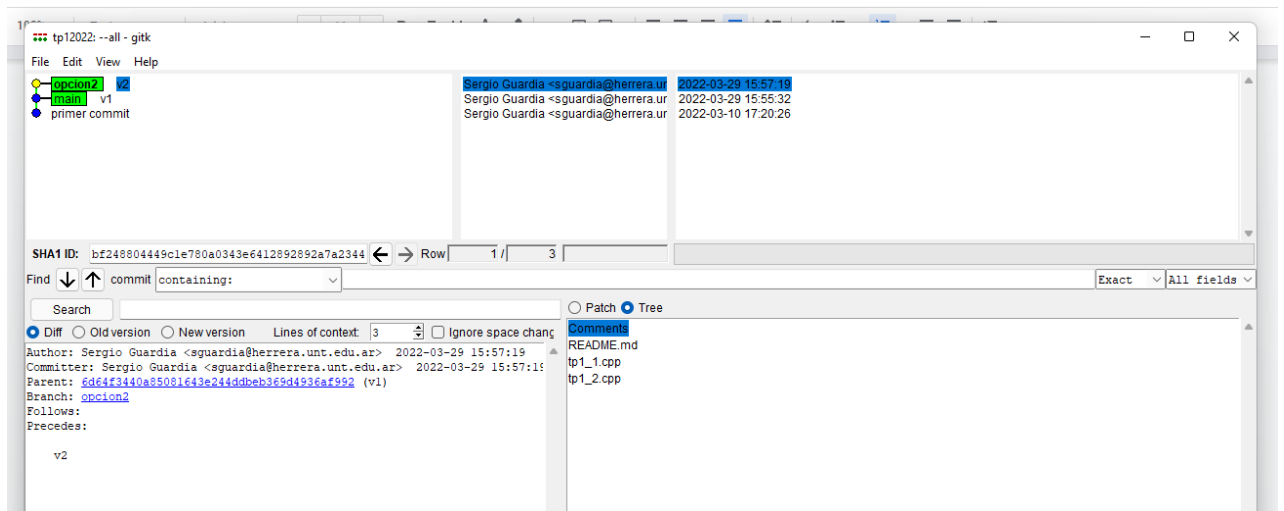 tp12022: --all - gitk
File Edit View Help
opcion2 v2 Sergio Guardia <sguardia@herrera.ur 2022-03-29 15:57:19
main v1 Sergio Guardia <sguardia@herrera.ur 2022-03-29 15:55:32
primer commit Sergio Guardia <sguardia@herrera.ur 2022-03-10 17:20:26
SHA1 ID: bf248804449c1e780a0343e6412892892a7a2344 Row 1 / 3
Find commit containing: Exact All fields
Search Patch Tree
Diff Old version New version Lines of context: 3 Ignore space chang
Comments
README.md
tp1_1.cpp
tp1_2.cpp
Author: Sergio Guardia <sguardia@herrera.unt.edu.ar> 2022-03-29 15:57:19
Committer: Sergio Guardia <sguardia@herrera.unt.edu.ar> 2022-03-29 15:57:19
Parent: 6d64f3440a85081643e244ddbeb369d4936af992 (v1)
Branch: opcion2
Follows:
Precedes:
v2